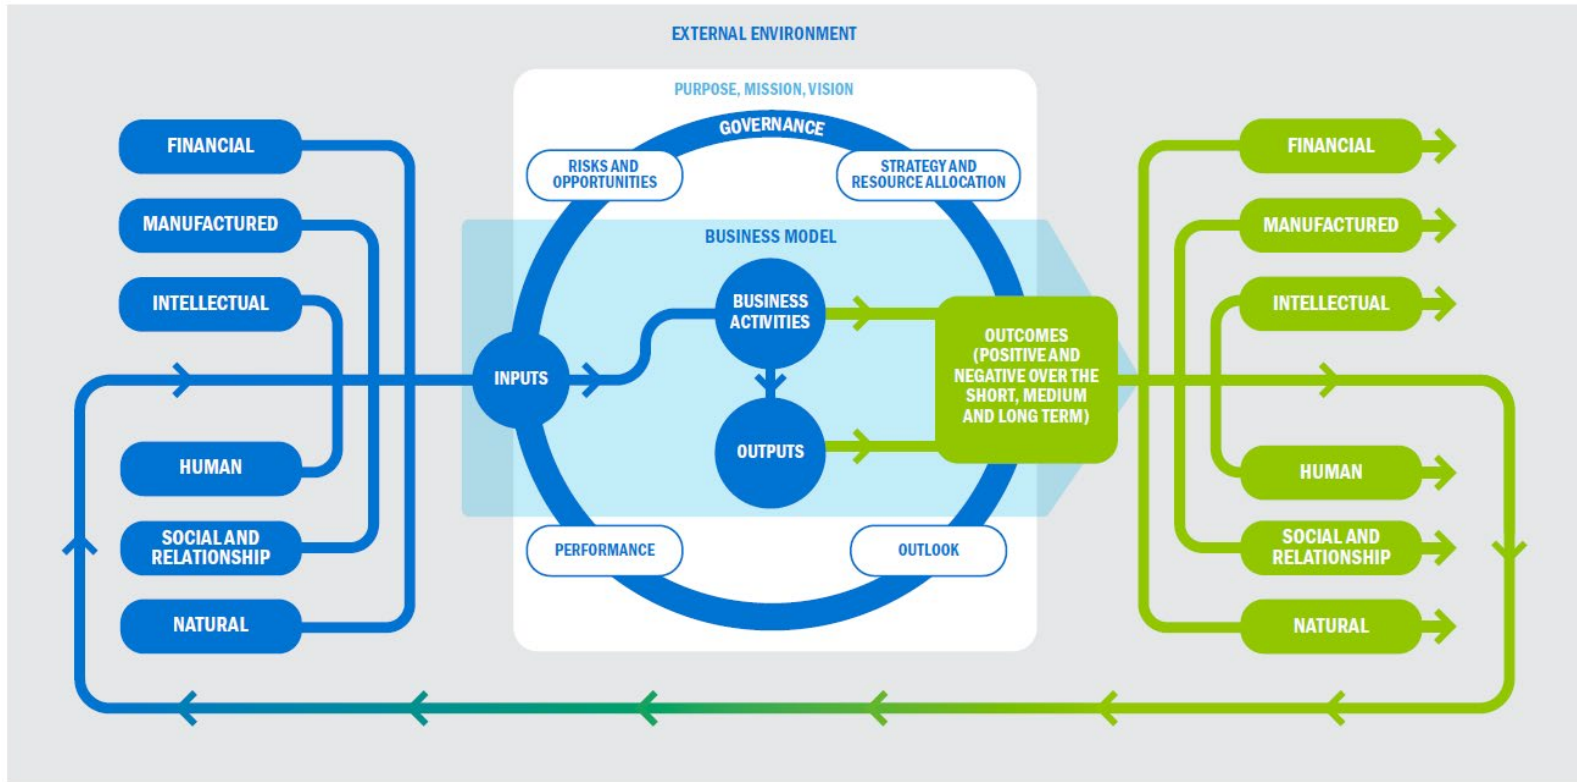 EXTERNAL ENVIRONMENT
PURPOSE, MISSION, VISION
GOVERNANCE
RISKS AND
OPPORTUNITIES
STRATEGY AND
RESOURCE ALLOCATION
FINANCIAL
MANUFACTURED
INTELLECTUAL
HUMAN
SOCIAL AND
RELATIONSHIP
NATURAL
INPUTS
BUSINESS MODEL
BUSINESS
ACTIVITIES
OUTPUTS
OUTCOMES
(POSITIVE AND
NEGATIVE OVER THE
SHORT, MEDIUM
AND LONG TERM)
PERFORMANCE
OUTLOOK
FINANCIAL
MANUFACTURED
INTELLECTUAL
HUMAN
SOCIAL AND
RELATIONSHIP
NATURAL